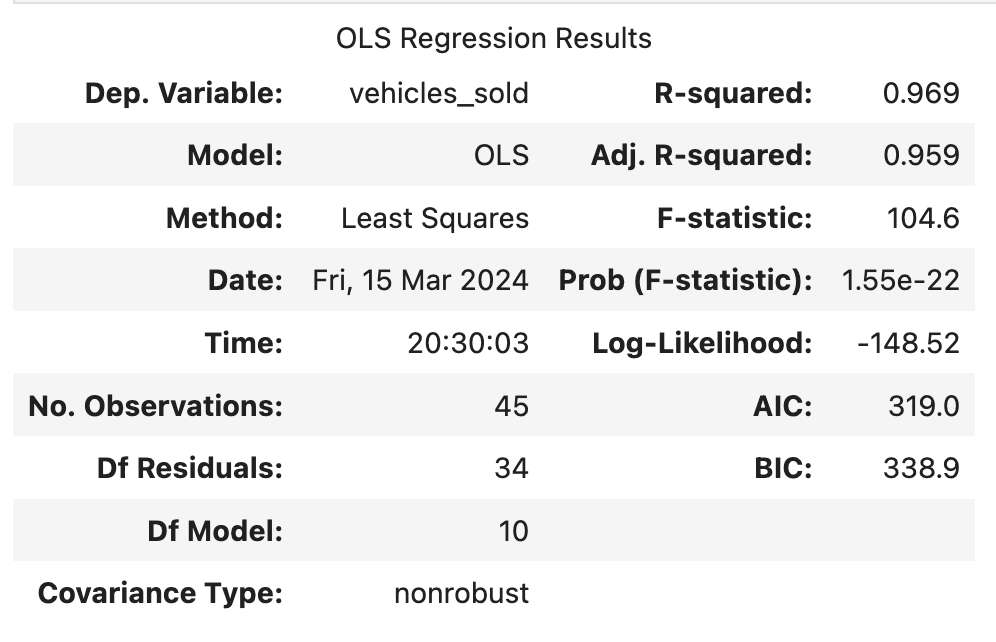 OLS Regression Results
Dep. Variable: vehicles_sold R-squared: 0.969
Model: OLS Adj. R-squared: 0.959
Method: Least Squares F-statistic: 104.6
Date: Fri, 15 Mar 2024 Prob (F-statistic): 1.55e-22
Time: 20:30:03 Log-Likelihood: -148.52
No. Observations: 45 AIC: 319.0
Df Residuals: 34 BIC: 338.9
Df Model: 10
Covariance Type: nonrobust